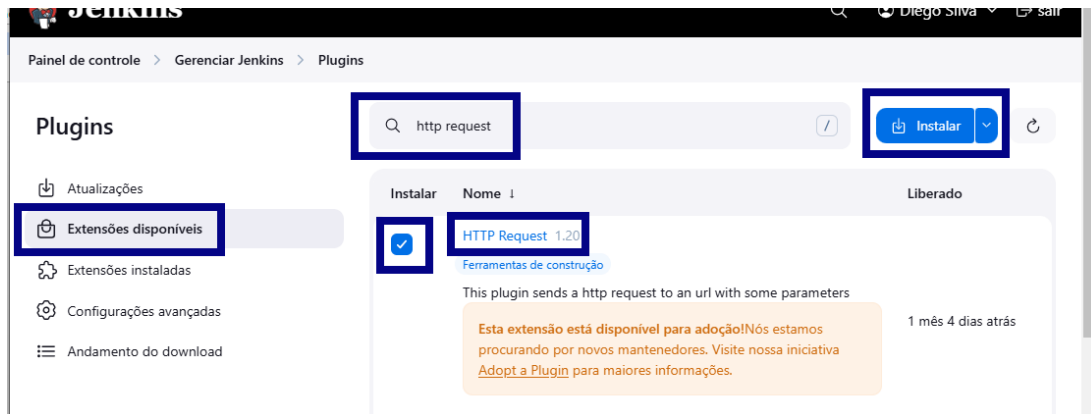 Jenkins
Diego Silva
sair
Painel de controle > Gerenciar Jenkins > Plugins
Plugins
http request
/
Instalar
Atualizações
Extensões disponíveis
Extensões instaladas
Configurações avançadas
Andamento do download
Instalar Nome ↓ Liberado
HTTP Request 1.20
Ferramentas de construção
This plugin sends a http request to an url with some parameters
Esta extensão está disponível para adoção!Nós estamos
procurando por novos mantenedores. Visite nossa iniciativa
Adopt a Plugin para maiores informações.
1 mês 4 dias atrás